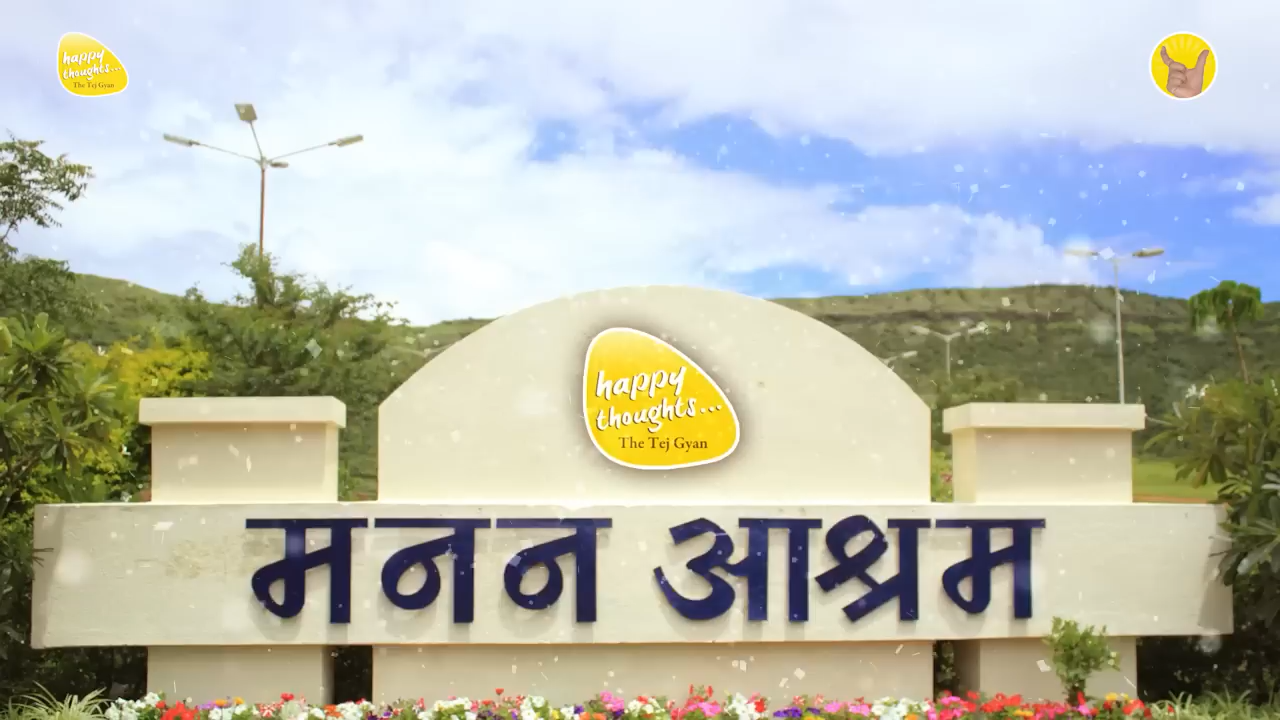 happy
thoughts...
The Tej Gyan
happy
thoughts...
The Tej Gyan
मनन आश्रम